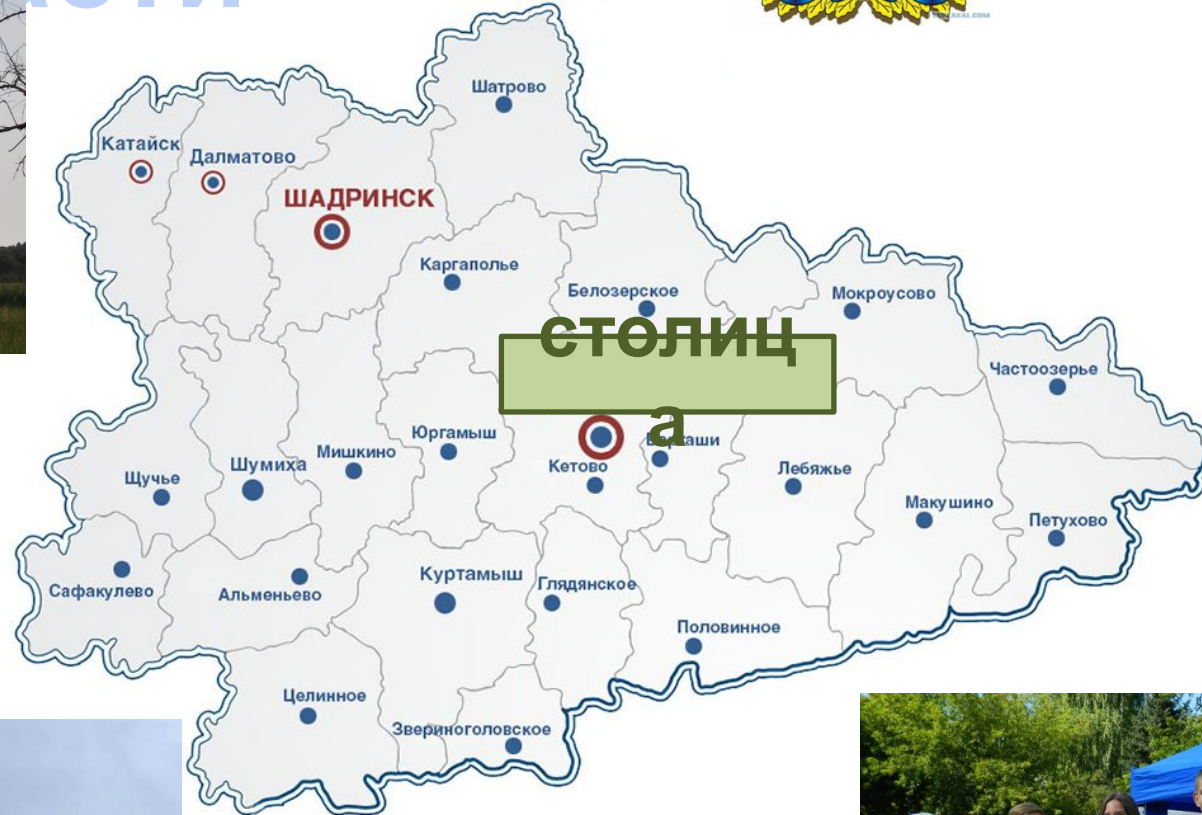 Шатрово
Катайск
Далматово
ШАДРИНСК
Каргаполье
Белозерское
Мокроусово
столиц
а
Частоозерье
Юргамыш
Мишкино
Шумиха
Щучье
Кетово
Лебяжье
Макушино
Петухово
Сафакулево
Альменьево
Куртамыш
Глядянское
Половинное
Целинное
Звериноголовское